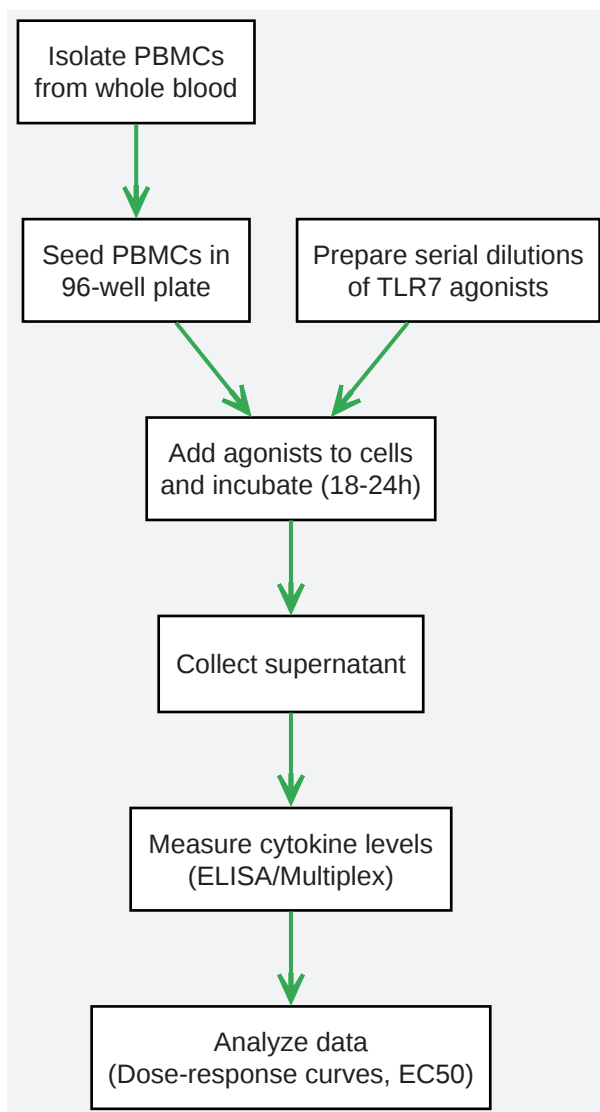 Isolate PBMCs
from whole blood
Seed PBMCs in
96-well plate
Prepare serial dilutions
of TLR7 agonists
Add agonists to cells
and incubate (18-24h)
Collect supernatant
Measure cytokine levels
(ELISA/Multiplex)
Analyze data
(Dose-response curves, EC50)